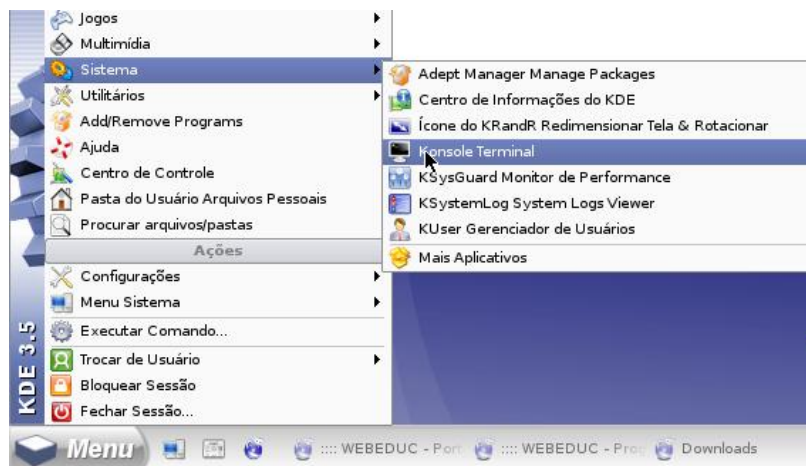 Jogos
Multimídia
Sistema
Utilitários
Add/Remove Programs
Ajuda
Centro de Controle
Pasta do Usuário Arquivos Pessoais
Procurar arquivos/pastas
Ações
Configurações
Menu Sistema
Executar Comando...
Trocar de Usuário
Bloquear Sessão
Fechar Sessão...
KDE 3.5
Adept Manager Manage Packages
Centro de Informações do KDE
Ícone do KRandR Redimensionar Tela & Rotacionar
Konsole Terminal
KSysGuard Monitor de Performance
KSystemLog System Logs Viewer
KUser Gerenciador de Usuários
Mais Aplicativos
Menu :::: WEBEDUC - Port :::: WEBEDUC - Prog Downloads